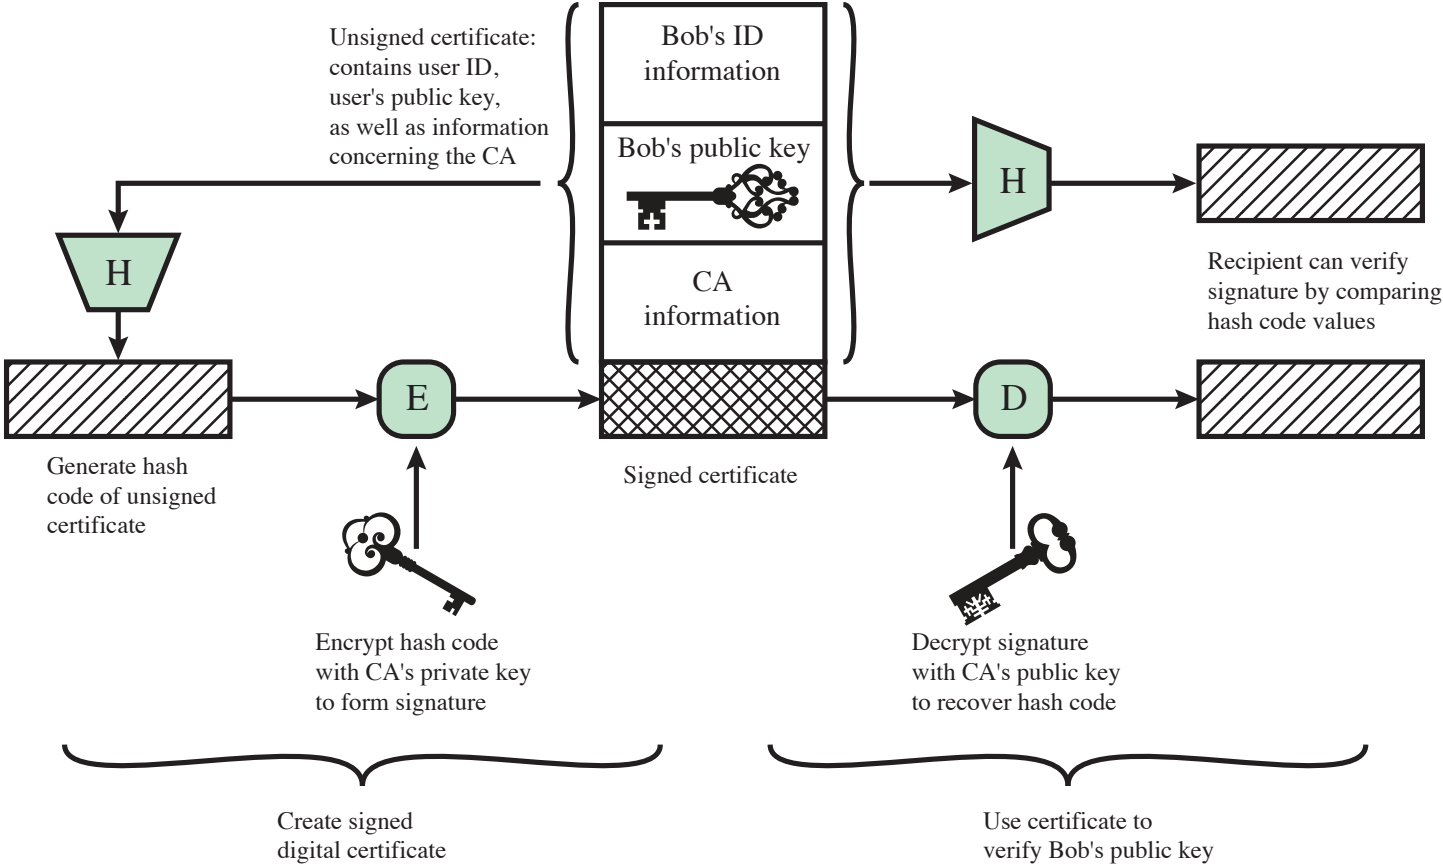 Unsigned certificate:
contains user ID,
user's public key,
as well as information
concerning the CA
Bob's ID
information
Bob's public key
CA
information
H
H
Recipient can verify
signature by comparing
hash code values
E
D
Generate hash
code of unsigned
certificate
Signed certificate
Encrypt hash code
with CA's private key
to form signature
Decrypt signature
with CA's public key
to recover hash code
Create signed
digital certificate
Use certificate to
verify Bob's public key